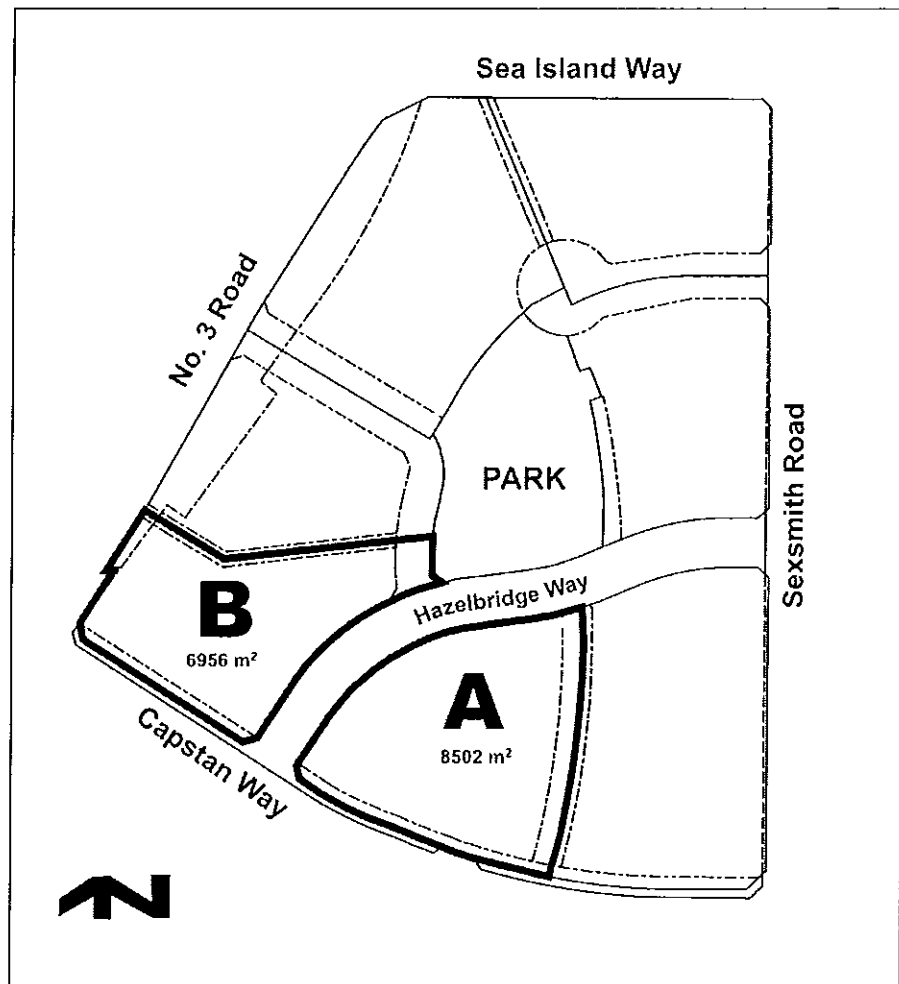 Sea Island Way
No. 3 Road
Sexsmith Road
PARK
Hazelbridge Way
B
6956 m²
A
8502 m²
Capstan Way
N